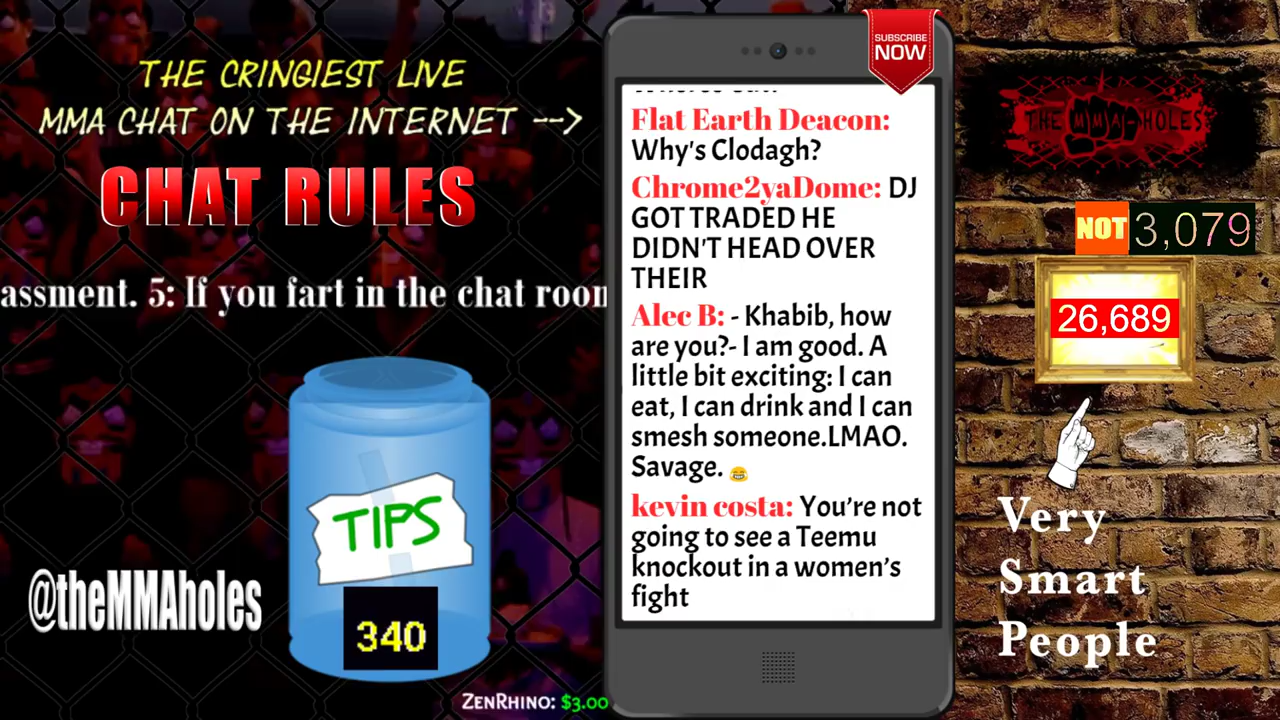 THE CRINGIEST LIVE
MMA CHAT ON THE INTERNET -->
CHAT RULES
assment. 5: If you fart in the chat room
TIPS
340
@theMMAholes
ZENRHINO: $3.00
SUBSCRIBE
NOW
Flat Earth Deacon:
Why's Clodagh?
Chrome2yaDome: DJ
GOT TRADED HE
DIDN'T HEAD OVER
THEIR
Alec B: - Khabib, how
are you?- I am good. A
little bit exciting: I can
eat, I can drink and I can
smesh someone.LMAO.
Savage. 😂
kevin costa: You’re not
going to see a Teemu
knockout in a women’s
fight
THE MMA-HOLES
NOT 3,079
26,689
Very
Smart
People